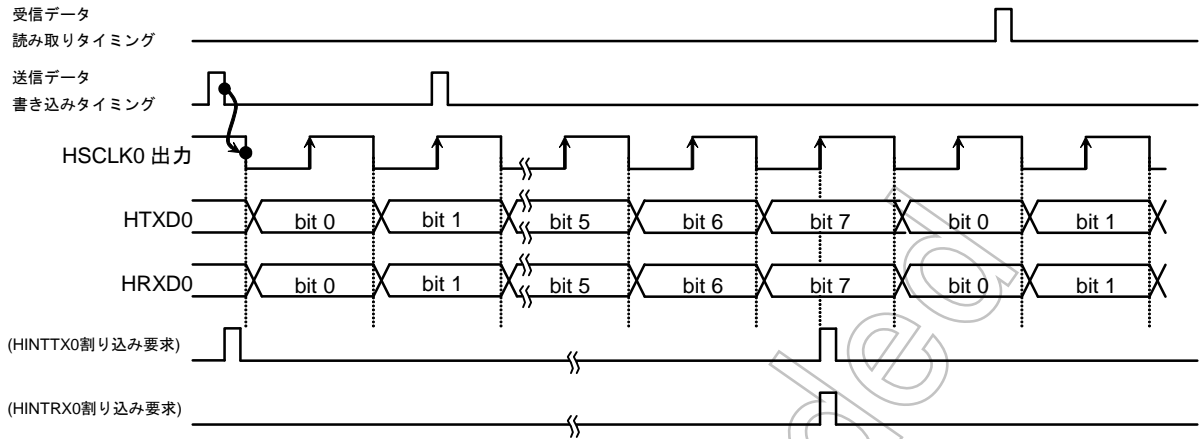 受信データ
読み取りタイミング
送信データ
書き込みタイミング
HSCLK0 出力
HTXD0 bit 0 bit 1 bit 5 bit 6 bit 7 bit 0 bit 1
HRXD0 bit 0 bit 1 bit 5 bit 6 bit 7 bit 0 bit 1
(HINTTX0割り込み要求)
(HINTRX0割り込み要求)
ded